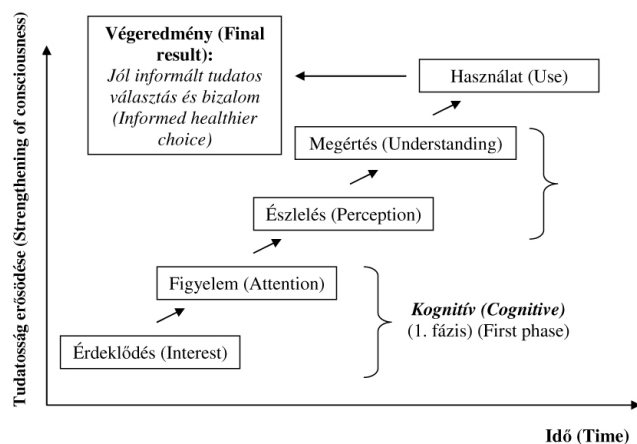 Tudatosság erősödése (Strengthening of consciousness)
Végeredmény (Final
result):
Jól informált tudatos
választás és bizalom
(Informed healthier
choice)
Használat (Use)
Megértés (Understanding)
Észlelés (Perception)
Figyelem (Attention)
Érdeklődés (Interest)
Kognitív (Cognitive)
(1. fázis) (First phase)
Idő (Time)